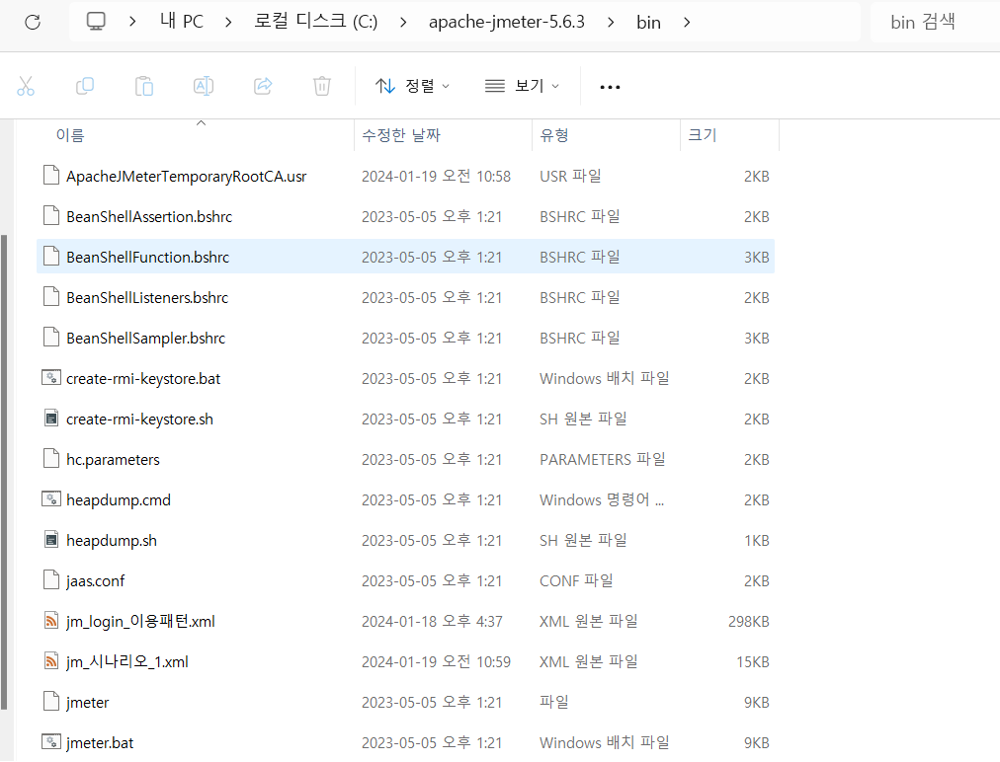 내 PC > 로컬 디스크 (C:) > apache-jmeter-5.6.3 > bin > bin 검색
정렬 보기 ...
이름 수정한 날짜 유형 크기
ApacheJMeterTemporaryRootCA.usr 2024-01-19 오전 10:58 USR 파일 2KB
BeanShellAssertion.bshrc 2023-05-05 오후 1:21 BSHRC 파일 2KB
BeanShellFunction.bshrc 2023-05-05 오후 1:21 BSHRC 파일 3KB
BeanShellListeners.bshrc 2023-05-05 오후 1:21 BSHRC 파일 2KB
BeanShellSampler.bshrc 2023-05-05 오후 1:21 BSHRC 파일 3KB
create-rmi-keystore.bat 2023-05-05 오후 1:21 Windows 배치 파일 2KB
create-rmi-keystore.sh 2023-05-05 오후 1:21 SH 원본 파일 2KB
hc.parameters 2023-05-05 오후 1:21 PARAMETERS 파일 2KB
heapdump.cmd 2023-05-05 오후 1:21 Windows 명령어 ... 2KB
heapdump.sh 2023-05-05 오후 1:21 SH 원본 파일 1KB
jaas.conf 2023-05-05 오후 1:21 CONF 파일 2KB
jm_login_이용패턴.xml 2024-01-18 오후 4:37 XML 원본 파일 298KB
jm_시나리오_1.xml 2024-01-19 오전 10:59 XML 원본 파일 15KB
jmeter 2023-05-05 오후 1:21 파일 9KB
jmeter.bat 2023-05-05 오후 1:21 Windows 배치 파일 9KB